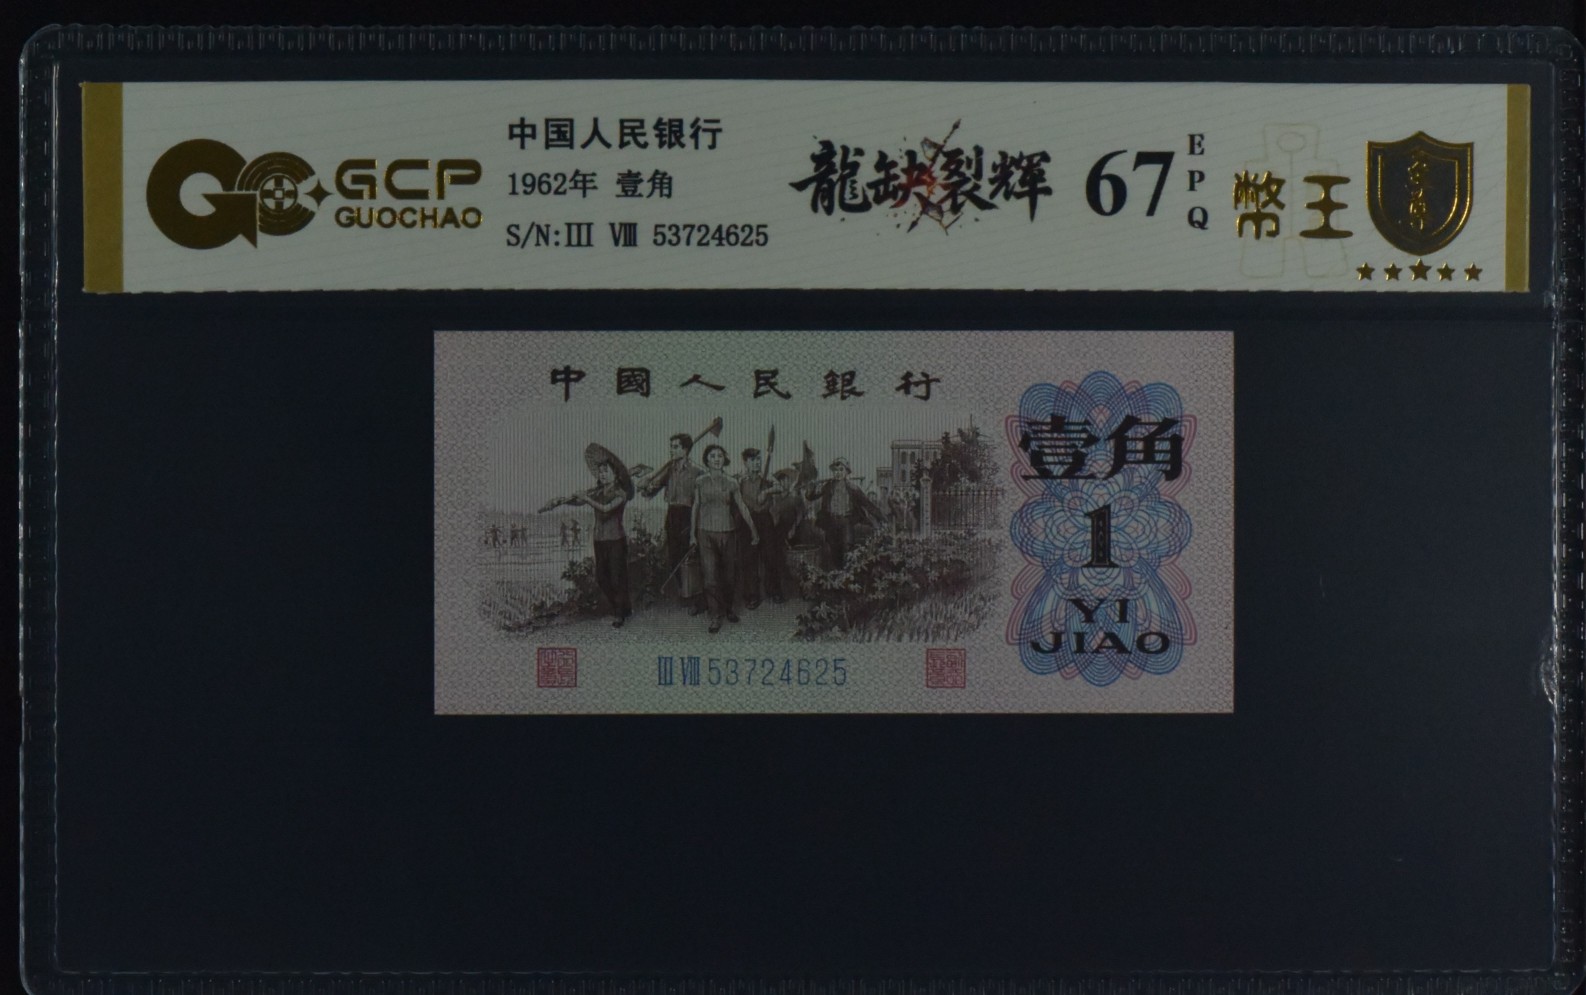 GCP
GUOCHAO
中国人民银行
1962年 壹角
S/N:III VIII 53724625
龍缺裂輝
67
EPQ
幣王
中國人民銀行
壹角
1
YI
JIAO
III VIII 53724625